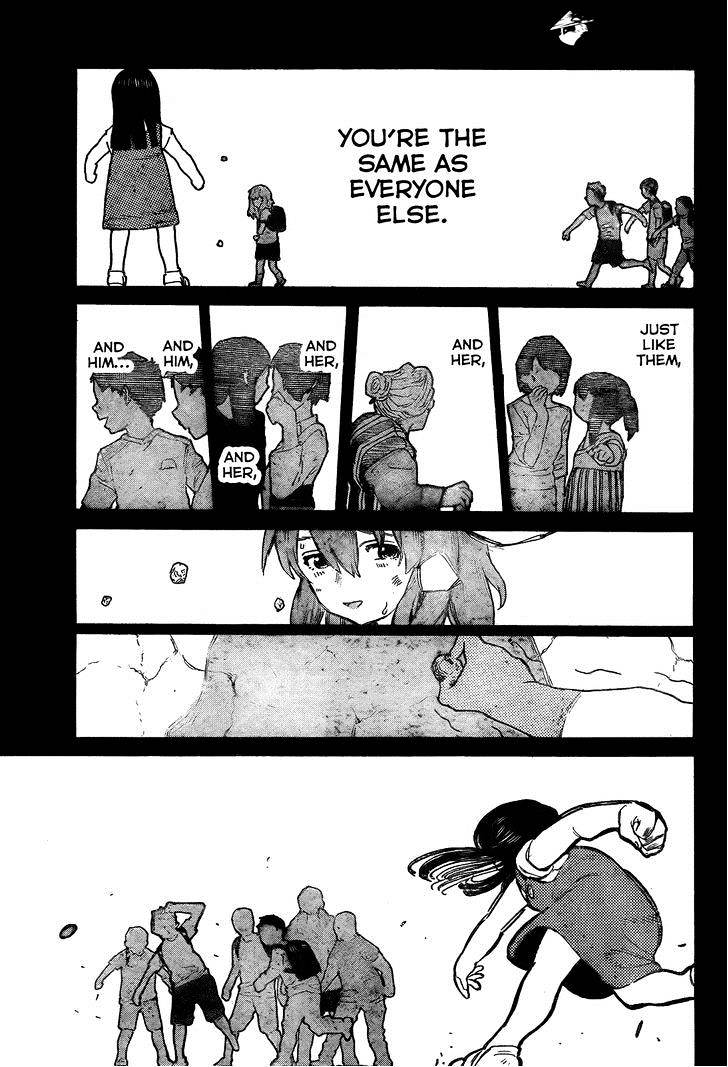 YOU'RE THE
SAME AS
EVERYONE
ELSE.
JUST
LIKE
THEM,
AND
HER,
AND
HER,
AND
HER,
AND
HIM,
AND
HIM...